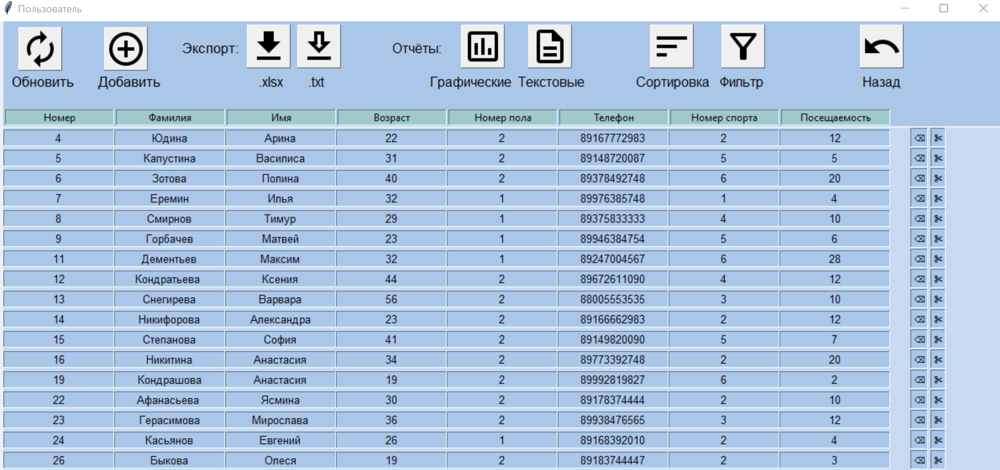 Пользователь
Экспорт: Отчёты:
Обновить Добавить .xlsx .txt Графические Текстовые Сортировка Фильтр Назад
Номер Фамилия Имя Возраст Номер пола Телефон Номер спорта Посещаемость
4 Юдина Арина 22 2 89167772983 2 12
5 Капустина Василиса 31 2 89148720087 5 5
6 Зотова Полина 40 2 89378492748 6 20
7 Еремин Илья 32 1 89976385748 1 4
8 Смирнов Тимур 29 1 89375833333 4 10
9 Горбачев Матвей 23 1 89946384754 5 6
11 Дементьев Максим 32 1 89247004567 6 28
12 Кондратьева Ксения 44 2 89672611090 4 12
13 Снегирева Варвара 56 2 88005553535 3 10
14 Никифорова Александра 23 2 89166662983 2 12
15 Степанова София 41 2 89149820090 5 7
16 Никитина Анастасия 34 2 89773392748 2 20
19 Кондрашова Анастасия 19 2 89992819827 6 2
22 Афанасьева Ясмина 30 2 89178374444 2 10
23 Герасимова Мирослава 36 2 89938476565 3 12
24 Касьянов Евгений 26 1 89168392010 2 4
26 Быкова Олеся 19 2 89183744447 2 3